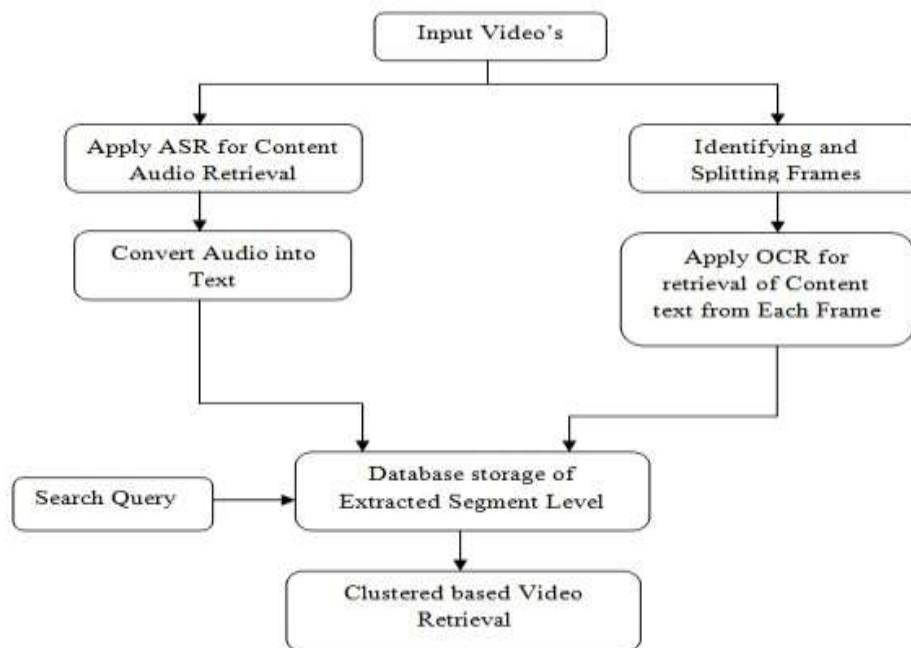 Input Video's
Apply ASR for Content
Audio Retrieval
Identifying and
Splitting Frames
Convert Audio into
Text
Apply OCR for
retrieval of Content
text from Each Frame
Database storage of
Extracted Segment Level
Search Query
Clustered based Video
Retrieval